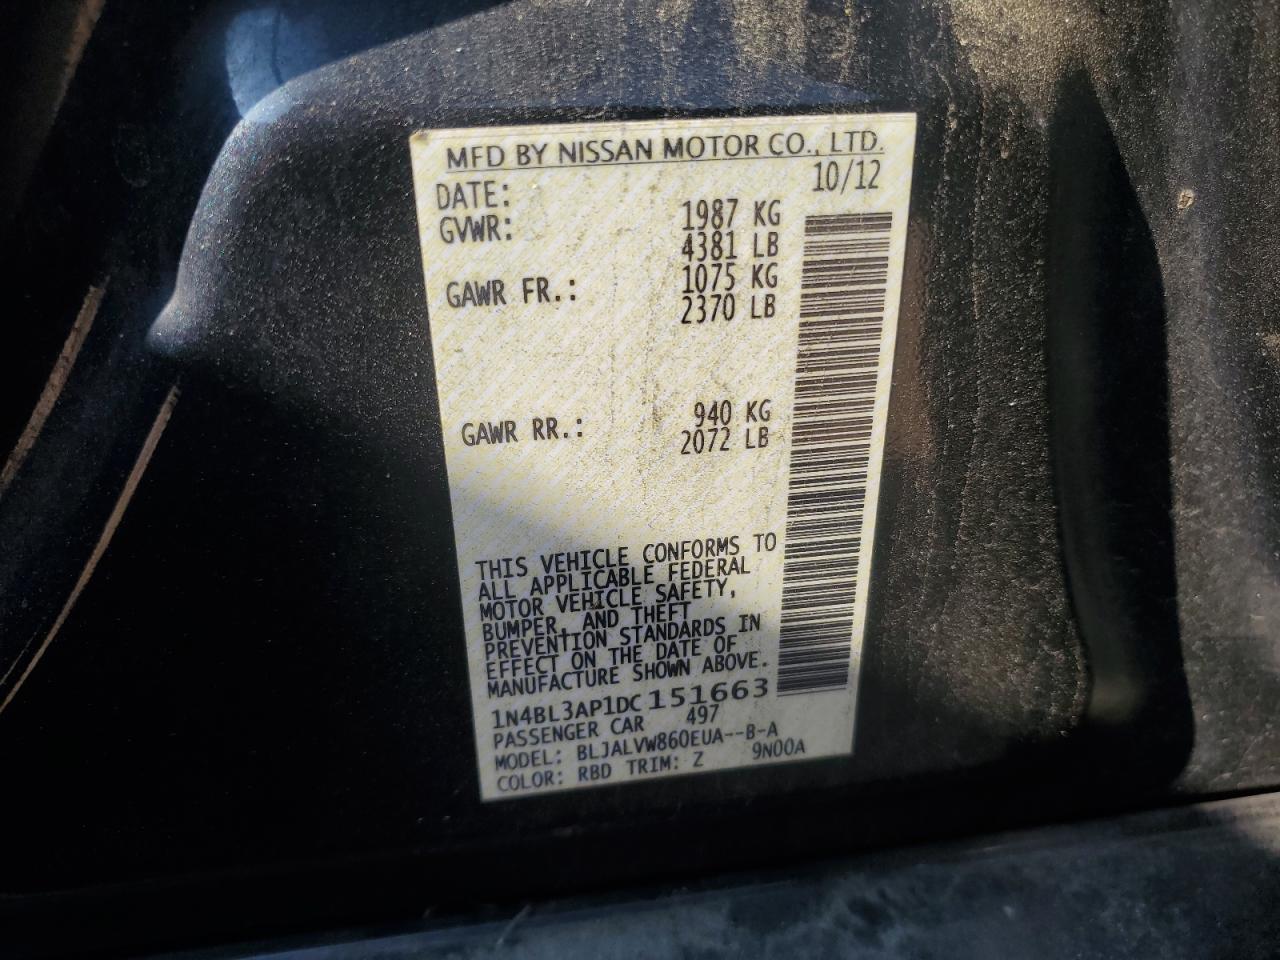 MFD BY NISSAN MOTOR CO., LTD.
DATE: 10/12
GVWR: 1987 KG
4381 LB
GAWR FR.: 1075 KG
2370 LB
GAWR RR.: 940 KG
2072 LB
THIS VEHICLE CONFORMS TO
ALL APPLICABLE FEDERAL
MOTOR VEHICLE SAFETY,
BUMPER, AND THEFT
PREVENTION STANDARDS IN
EFFECT ON THE DATE OF
MANUFACTURE SHOWN ABOVE.
1N4BL3AP1DC151663
PASSENGER CAR 497
MODEL: BLJALVW860EUA--B-A
COLOR: RBD TRIM: Z 9N00A